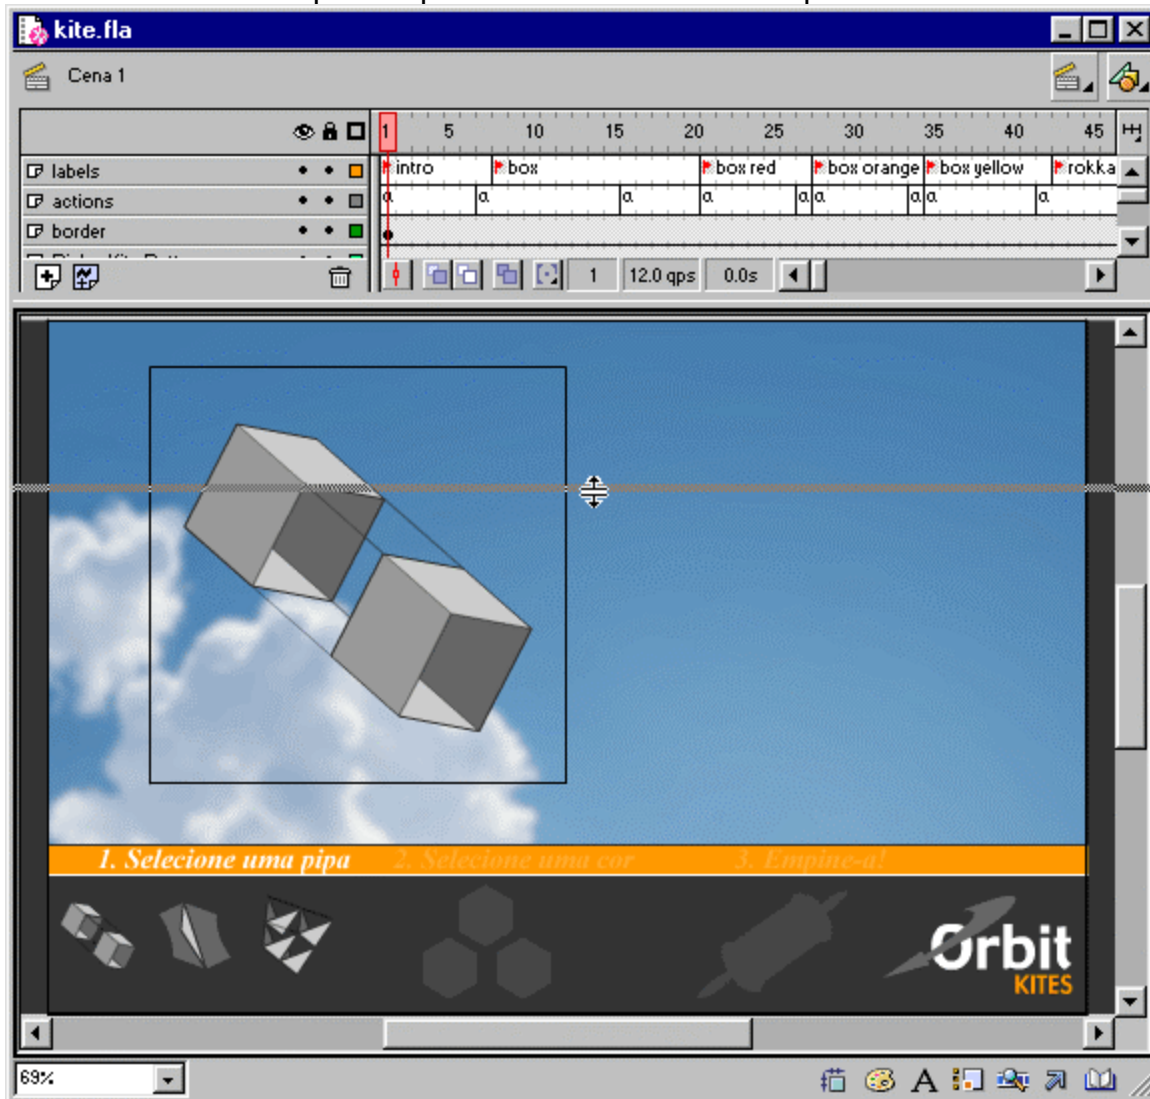 kite.fla
Cena 1
1 5 10 15 20 25 30 35 40 45
labels intro box box red box orange box yellow rokka
actions a a a a a a a a a
border
1 12.0 qps 0.0s
1. Selecione uma pipa 2. Selecione uma cor 3. Empine-a!
Orbit
KITES
69%